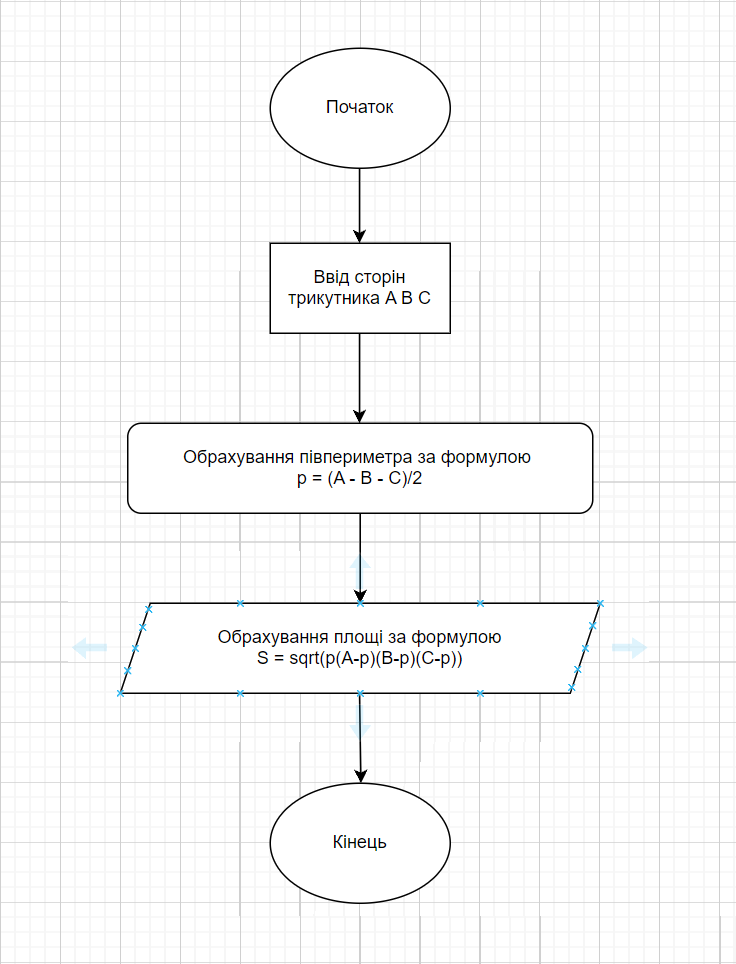 Початок
Ввід сторін
трикутника A B C
Обрахування півпериметра за формулою
p = (A - B - C)/2
Обрахування площі за формулою
S = sqrt(p(A-p)(B-p)(C-p))
Кінець